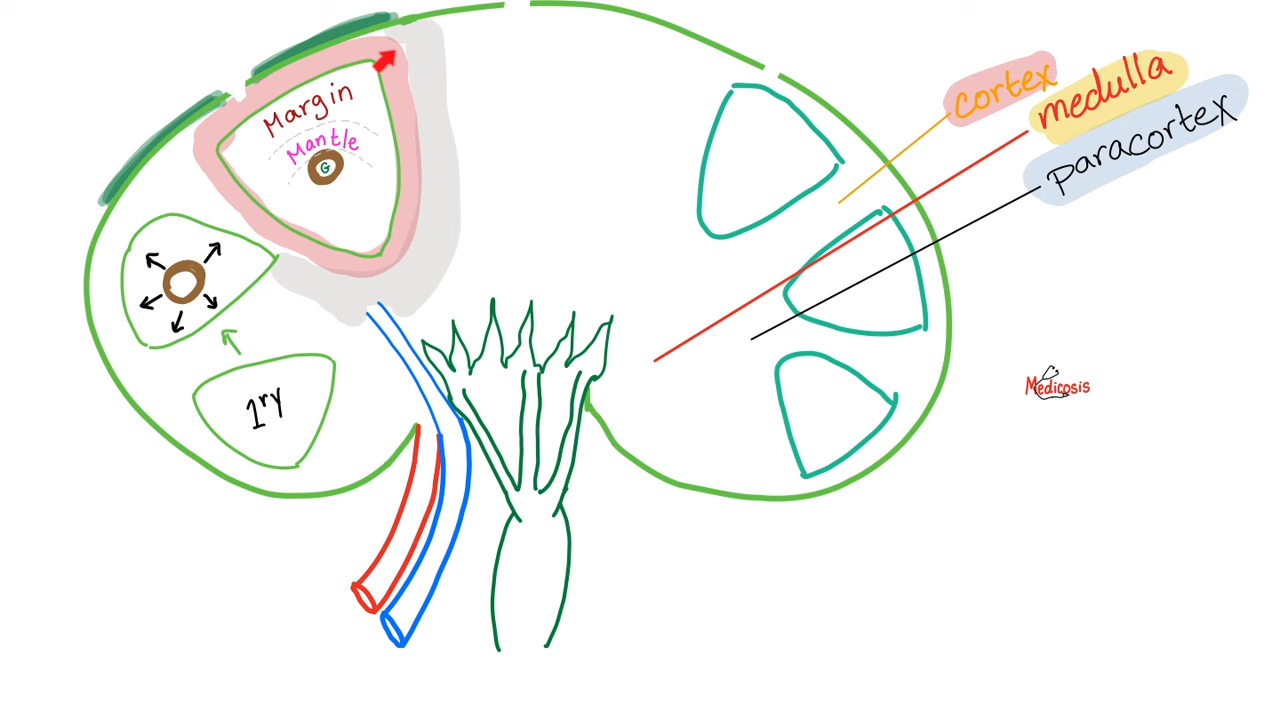 Margin
Mantle
G
1ry
cortex
medulla
paracortex
Medicosis